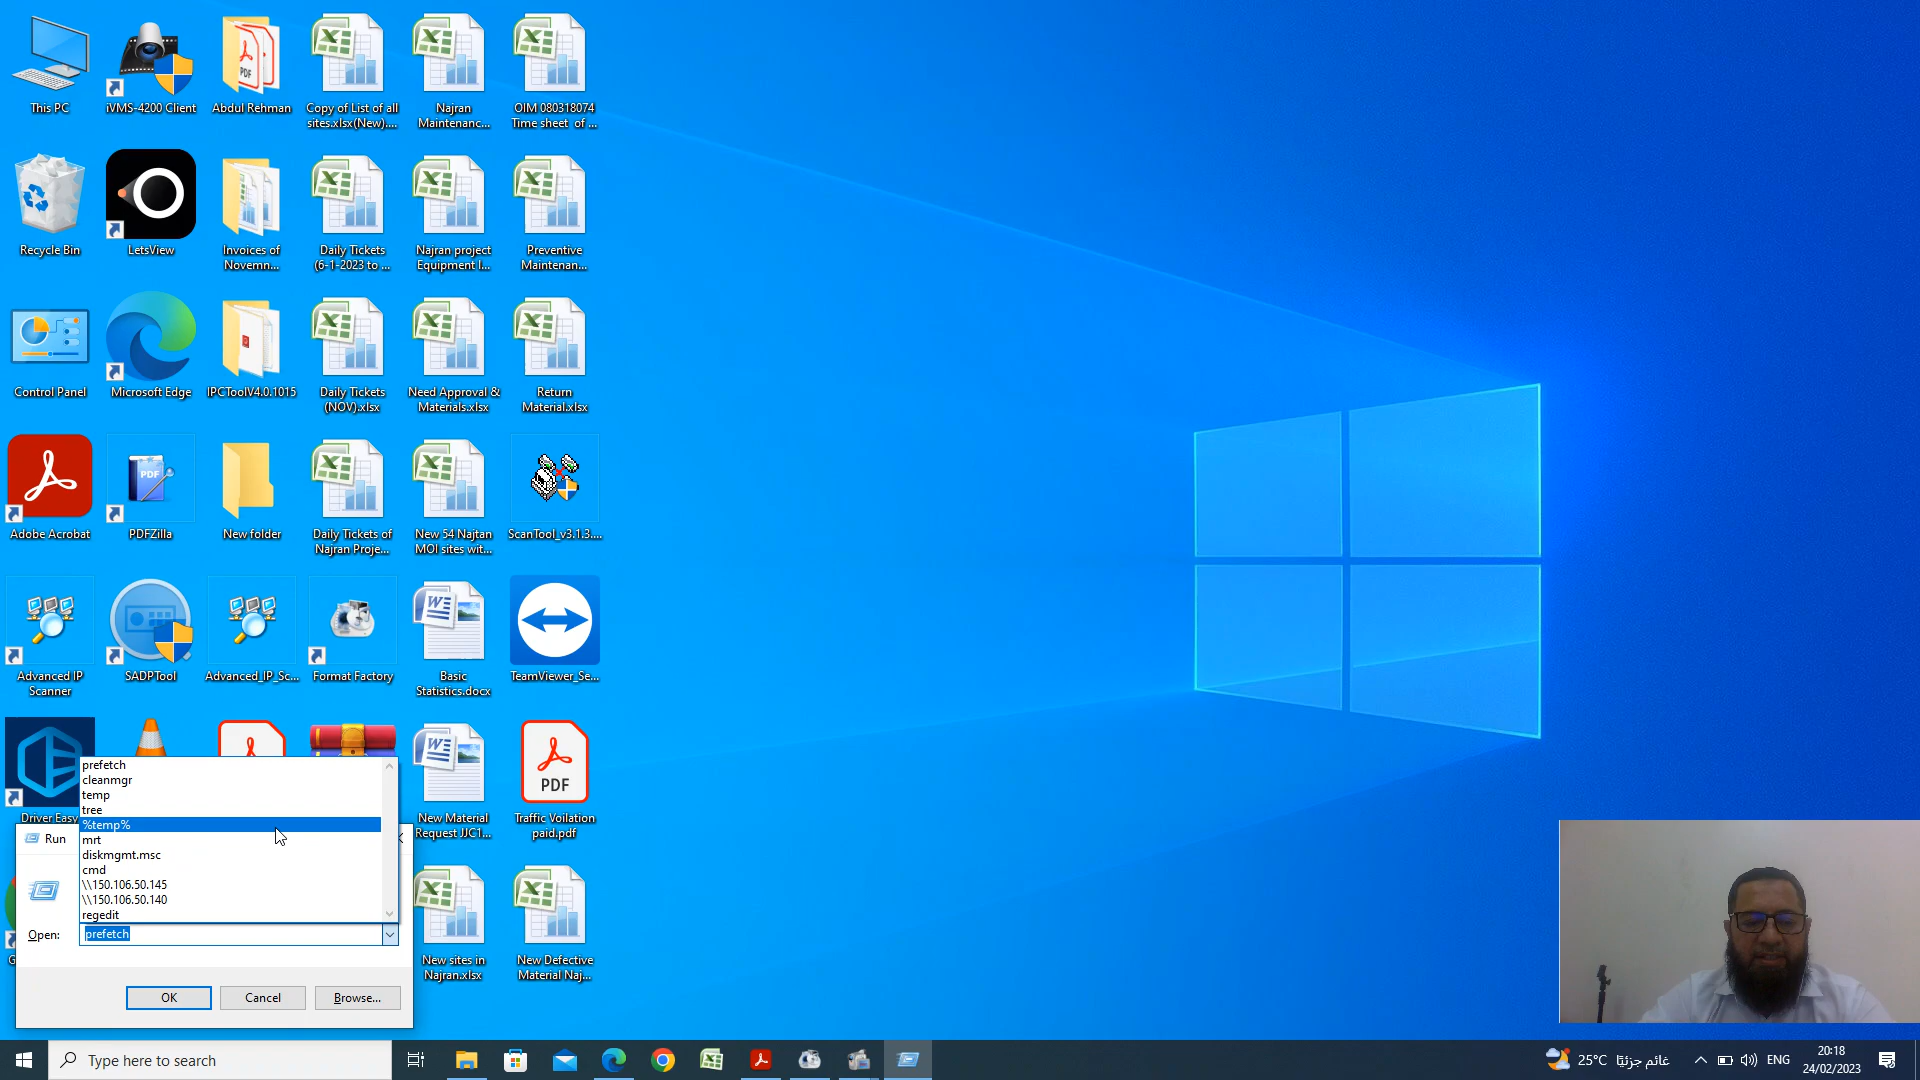 This PC
iVMS-4200 Client
Abdul Rehman
Copy of List of all
sites.xlsx(New)....
Najran
Maintenanc...
OIM 080318074
Time sheet of ...
Recycle Bin
LetsView
Invoices of
Novemn...
Daily Tickets
(6-1-2023 to ...
Najran project
Equipment l...
Preventive
Maintenan...
Control Panel
Microsoft Edge
IPCToolV4.0.1015
Daily Tickets
(NOV).xlsx
Need Approval &
Materials.xlsx
Return
Material.xlsx
Adobe Acrobat
PDFZilla
New folder
Daily Tickets of
Najran Proje...
New 54 Najtan
MOI sites wit...
ScanTool_v3.1.3....
Advanced IP
Scanner
SADPTool
Advanced_IP_Sc...
Format Factory
Basic
Statistics.docx
TeamViewer_Se...
Driver Easy
New Material
Request JJC1...
Traffic Voilation
paid.pdf
PDF
New sites in
Najran.xlsx
New Defective
Material Naj...
prefetch
cleanmgr
temp
tree
%temp%
mrt
diskmgmt.msc
cmd
\\150.106.50.145
\\150.106.50.140
regedit
Run
Open:
prefetch
OK
Cancel
Browse...
Type here to search
25°C
غائم جزئيًا
ENG
20:18
24/02/2023